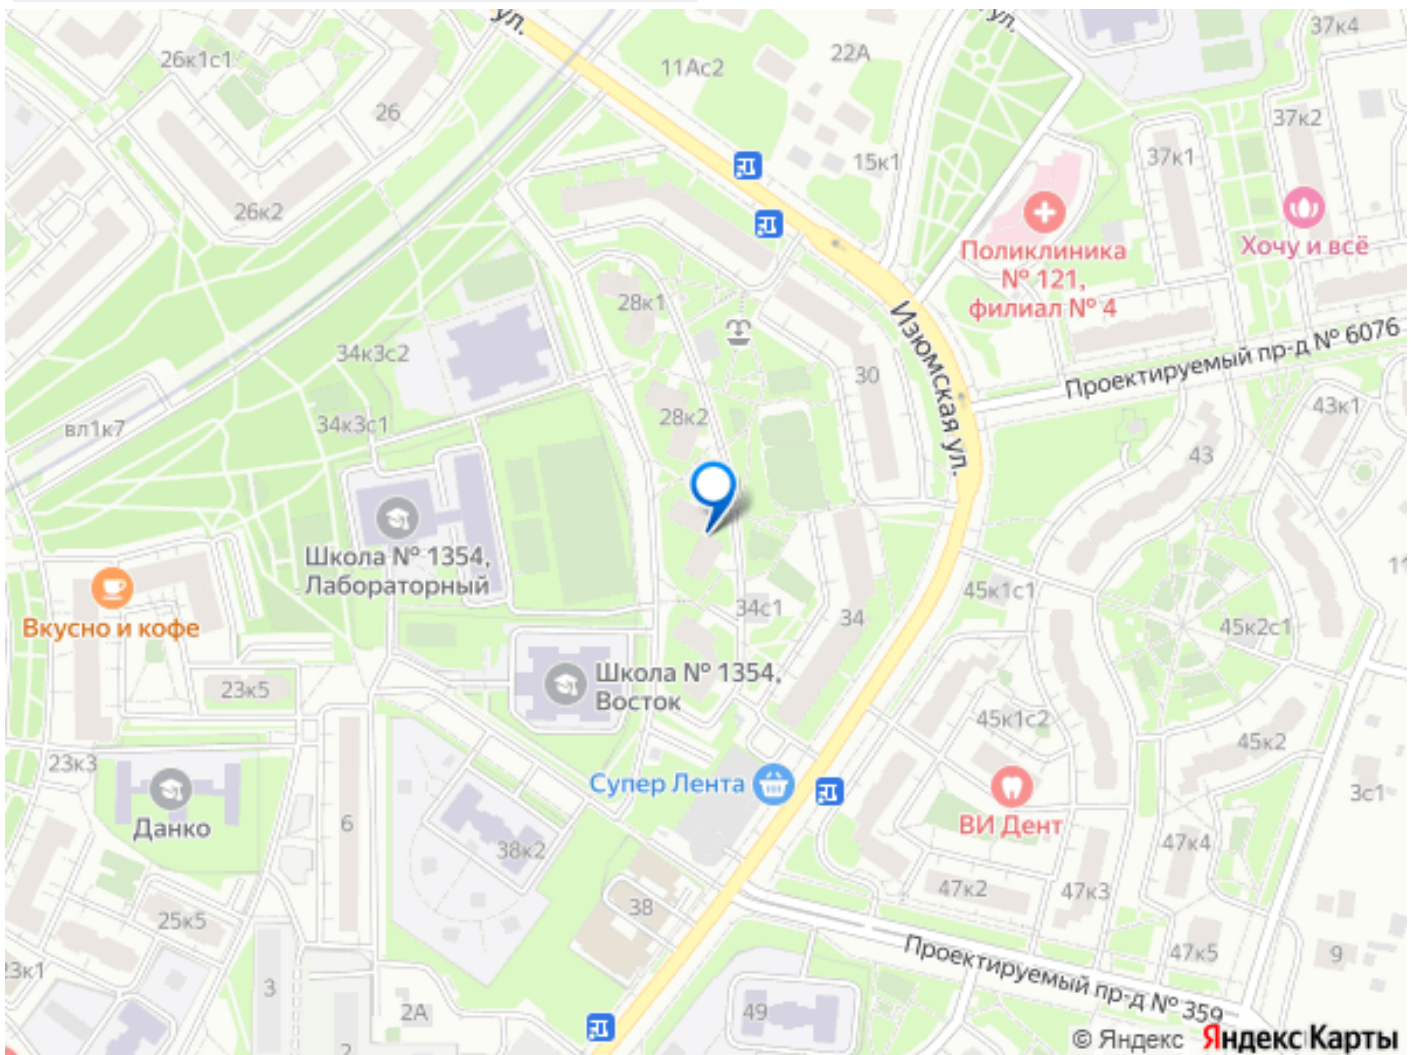 ул.
ул.
37к4
26к1с1
11Ас2
22А
26
37к2
15к1
37к1
26к2
Поликлиника
№ 121,
филиал № 4
Хочу и всё
28к1
Изюмская ул.
Проектируемый пр-д № 6076
34к3с2
30
34к3с1
28к2
вл1к7
43к1
43
Школа № 1354,
Лабораторный
11
Вкусно и кофе
34с1
34
45к1с1
45к2с1
23к5
Школа № 1354,
Восток
45к1с2
45к2
23к3
Супер Лента
3с1
Данко
6
38к2
ВИ Дент
47к4
25к5
38
47к2
47к3
47к5
9
23к1
Проектируемый пр-д № 359
3
2А
49
2
© Яндекс Яндекс Карты